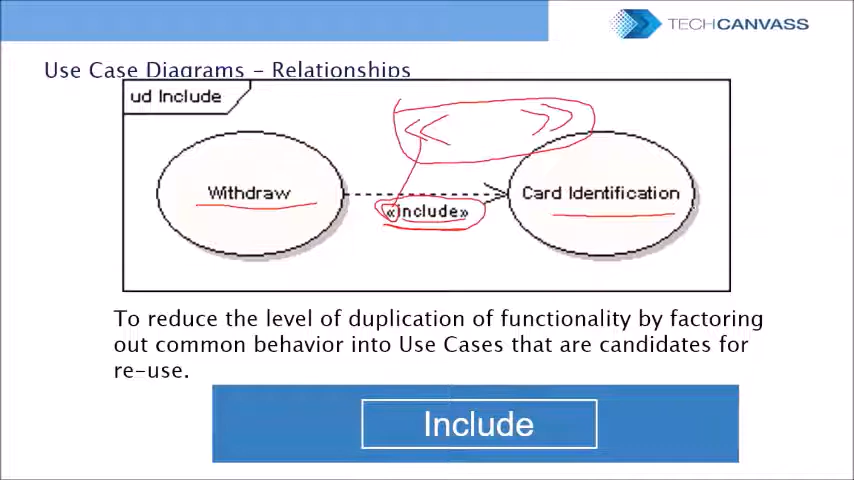 TECHCANVASS
Use Case Diagrams - Relationships
ud Include
Withdraw
«include»
Card Identification
To reduce the level of duplication of functionality by factoring
out common behavior into Use Cases that are candidates for
re-use.
Include